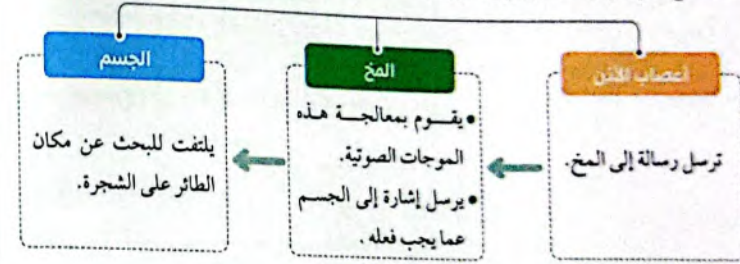 أعصاب الأذن
ترسل رسالة إلى المخ.
المخ
• يقوم بمعالجة هذه
الموجات الصوتية.
• يرسل إشارة إلى الجسم
عما يجب فعله.
الجسم
يلتفت للبحث عن مكان
الطائر على الشجرة.